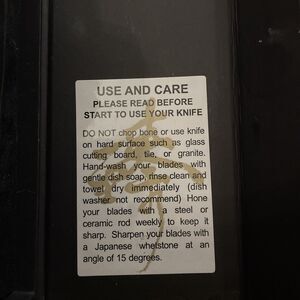 USE AND CARE
PLEASE READ BEFORE
START TO USE YOUR KNIFE
DO NOT chop bone or use knife
on hard surface such as glass
cutting board, tile, or granite.
Hand-wash your blades with
gentle dish soap, rinse clean and
towel dry immediately (dish
washer not recommend) Hone
your blades with a steel or
ceramic rod weekly to keep it
sharp. Sharpen your blades with
a Japanese whetstone at an
angle of 15 degrees.